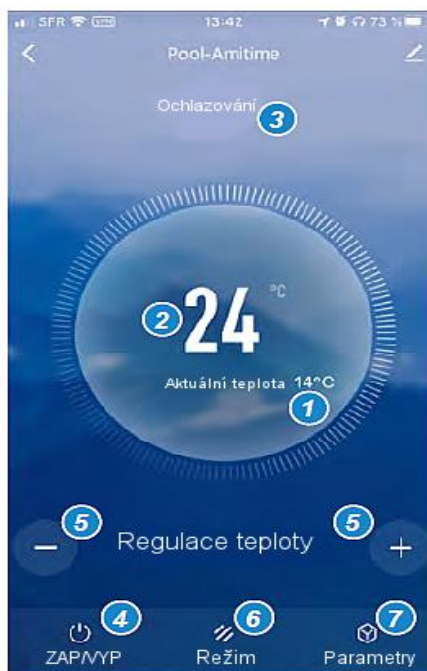 SFR VPN 13:42 73 %
Pool-Amitime
Ochlazování 3
2 24 °C
Aktuální teplota 14°C
1
5 5
− Regulace teploty +
4 6 7
ZAP/VYP Režim Parametry